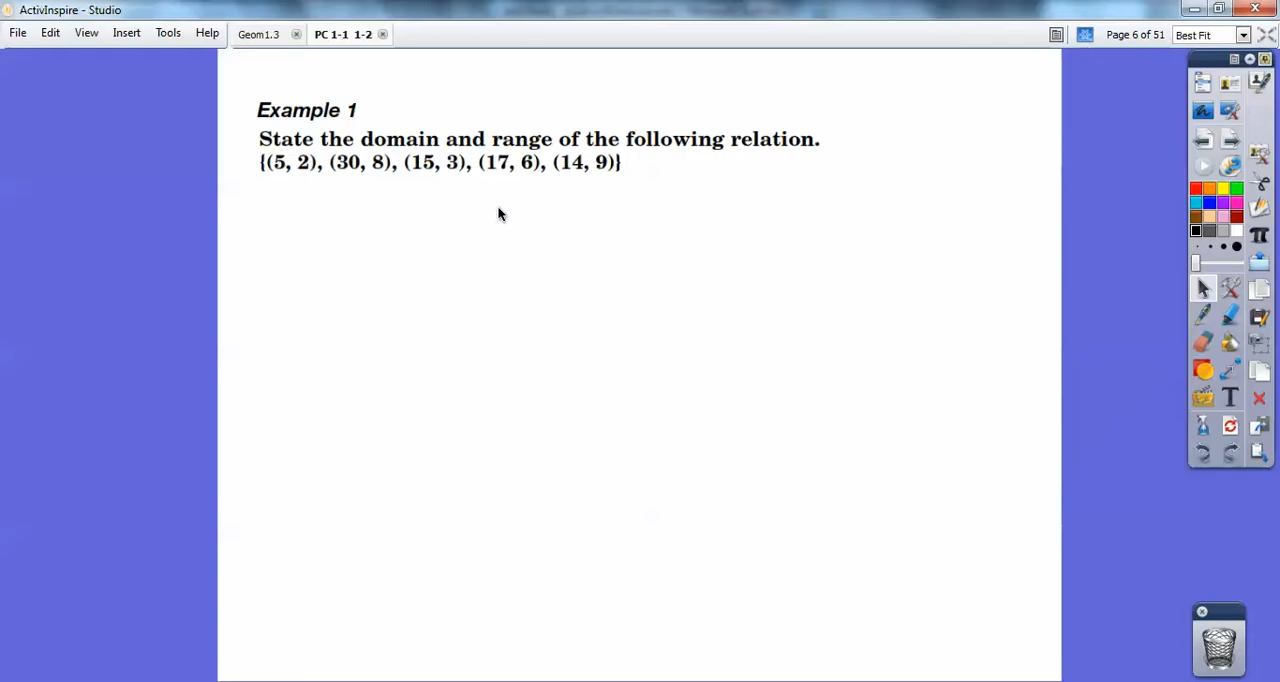 ActivInspire - Studio
File Edit View Insert Tools Help
Geom1.3
PC 1-1 1-2
Page 6 of 51
Best Fit
Example 1
State the domain and range of the following relation.
{(5, 2), (30, 8), (15, 3), (17, 6), (14, 9)}
T